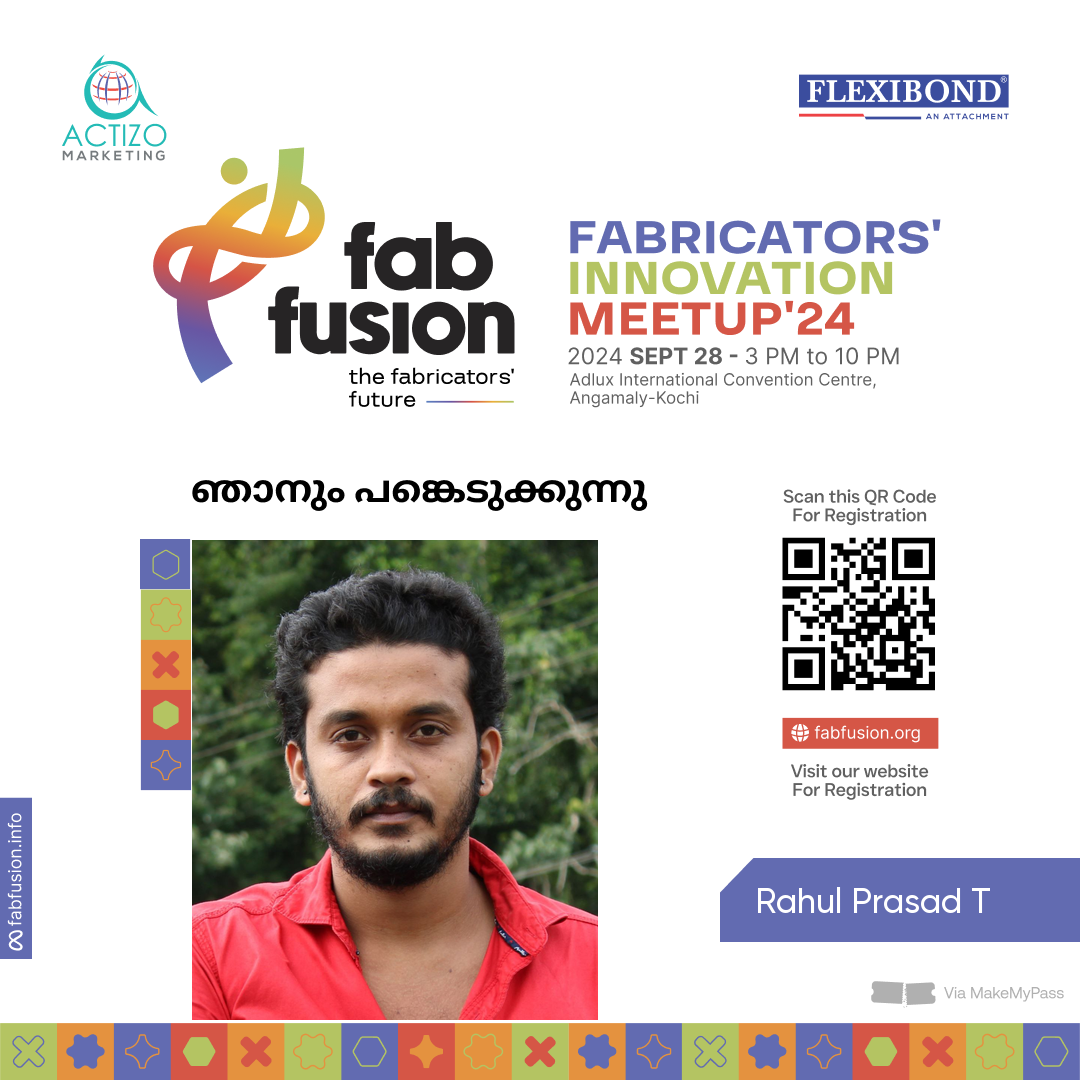 ACTIZO
MARKETING
FLEXIBOND®
AN ATTACHMENT
fab
fusion
the fabricators'
future
FABRICATORS'
INNOVATION
MEETUP'24
2024 SEPT 28 - 3 PM to 10 PM
Adlux International Convention Centre,
Angamaly-Kochi
ഞാനും പങ്കെടുക്കുന്നു
Scan this QR Code
For Registration
fabfusion.org
Visit our website
For Registration
fabfusion.info
Rahul Prasad T
Via MakeMyPass